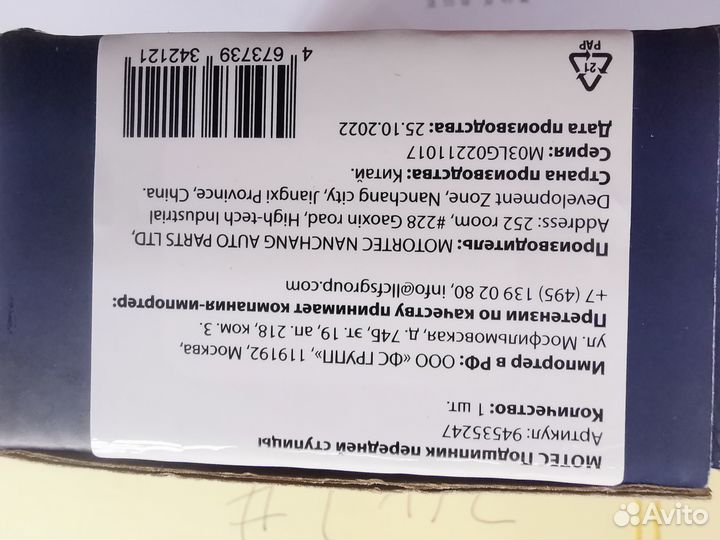 MOTEC Подшипник передней ступицы
Артикул: 94535247
Количество: 1 шт.
Импортер в РФ: ООО «ФС ГРУПП», 119192, Москва,
ул. Мосфильмовская, д. 74Б, эт. 19, ап. 218, ком. 3.
Претензии по качеству принимает компания-импортер:
+7 (495) 139 02 80, info@llcfsgroup.com
Производитель: MOTORTEC NANCHANG AUTO PARTS LTD,
Address: 252 room, #228 Gaoxin road, High-tech Industrial
Development Zone, Nanchang city, Jiangxi Province, China.
Страна производства: Китай.
Серия: M03LG02211017
Дата производства: 25.10.2022
4 673739 342121
21
PAP
Avito